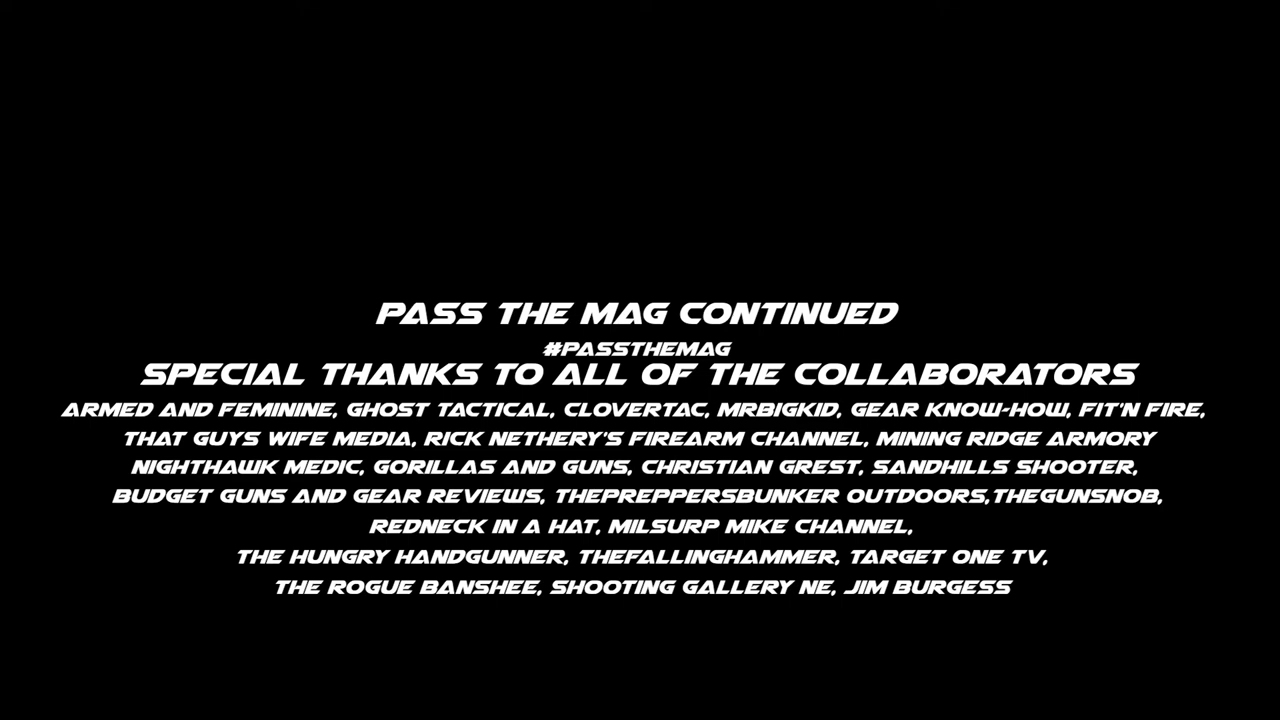 PASS THE MAG CONTINUED
#PASSTHEMAG
SPECIAL THANKS TO ALL OF THE COLLABORATORS
ARMED AND FEMININE, GHOST TACTICAL, CLOVERTAC, MRBIGKID, GEAR KNOW-HOW, FIT'N FIRE,
THAT GUYS WIFE MEDIA, RICK NETHERY'S FIREARM CHANNEL, MINING RIDGE ARMORY
NIGHTHAWK MEDIC, GORILLAS AND GUNS, CHRISTIAN GREST, SANDHILLS SHOOTER,
BUDGET GUNS AND GEAR REVIEWS, THEPREPPERSBUNKER OUTDOORS,THEGUNSNOB,
REDNECK IN A HAT, MILSURP MIKE CHANNEL,
THE HUNGRY HANDGUNNER, THEFALLINGHAMMER, TARGET ONE TV,
THE ROGUE BANSHEE, SHOOTING GALLERY NE, JIM BURGESS